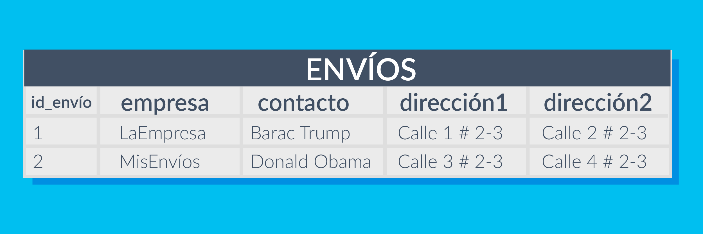 ENVÍOS
id_envío empresa contacto dirección1 dirección2
1 LaEmpresa Barac Trump Calle 1 # 2-3 Calle 2 # 2-3
2 MisEnvíos Donald Obama Calle 3 # 2-3 Calle 4 # 2-3